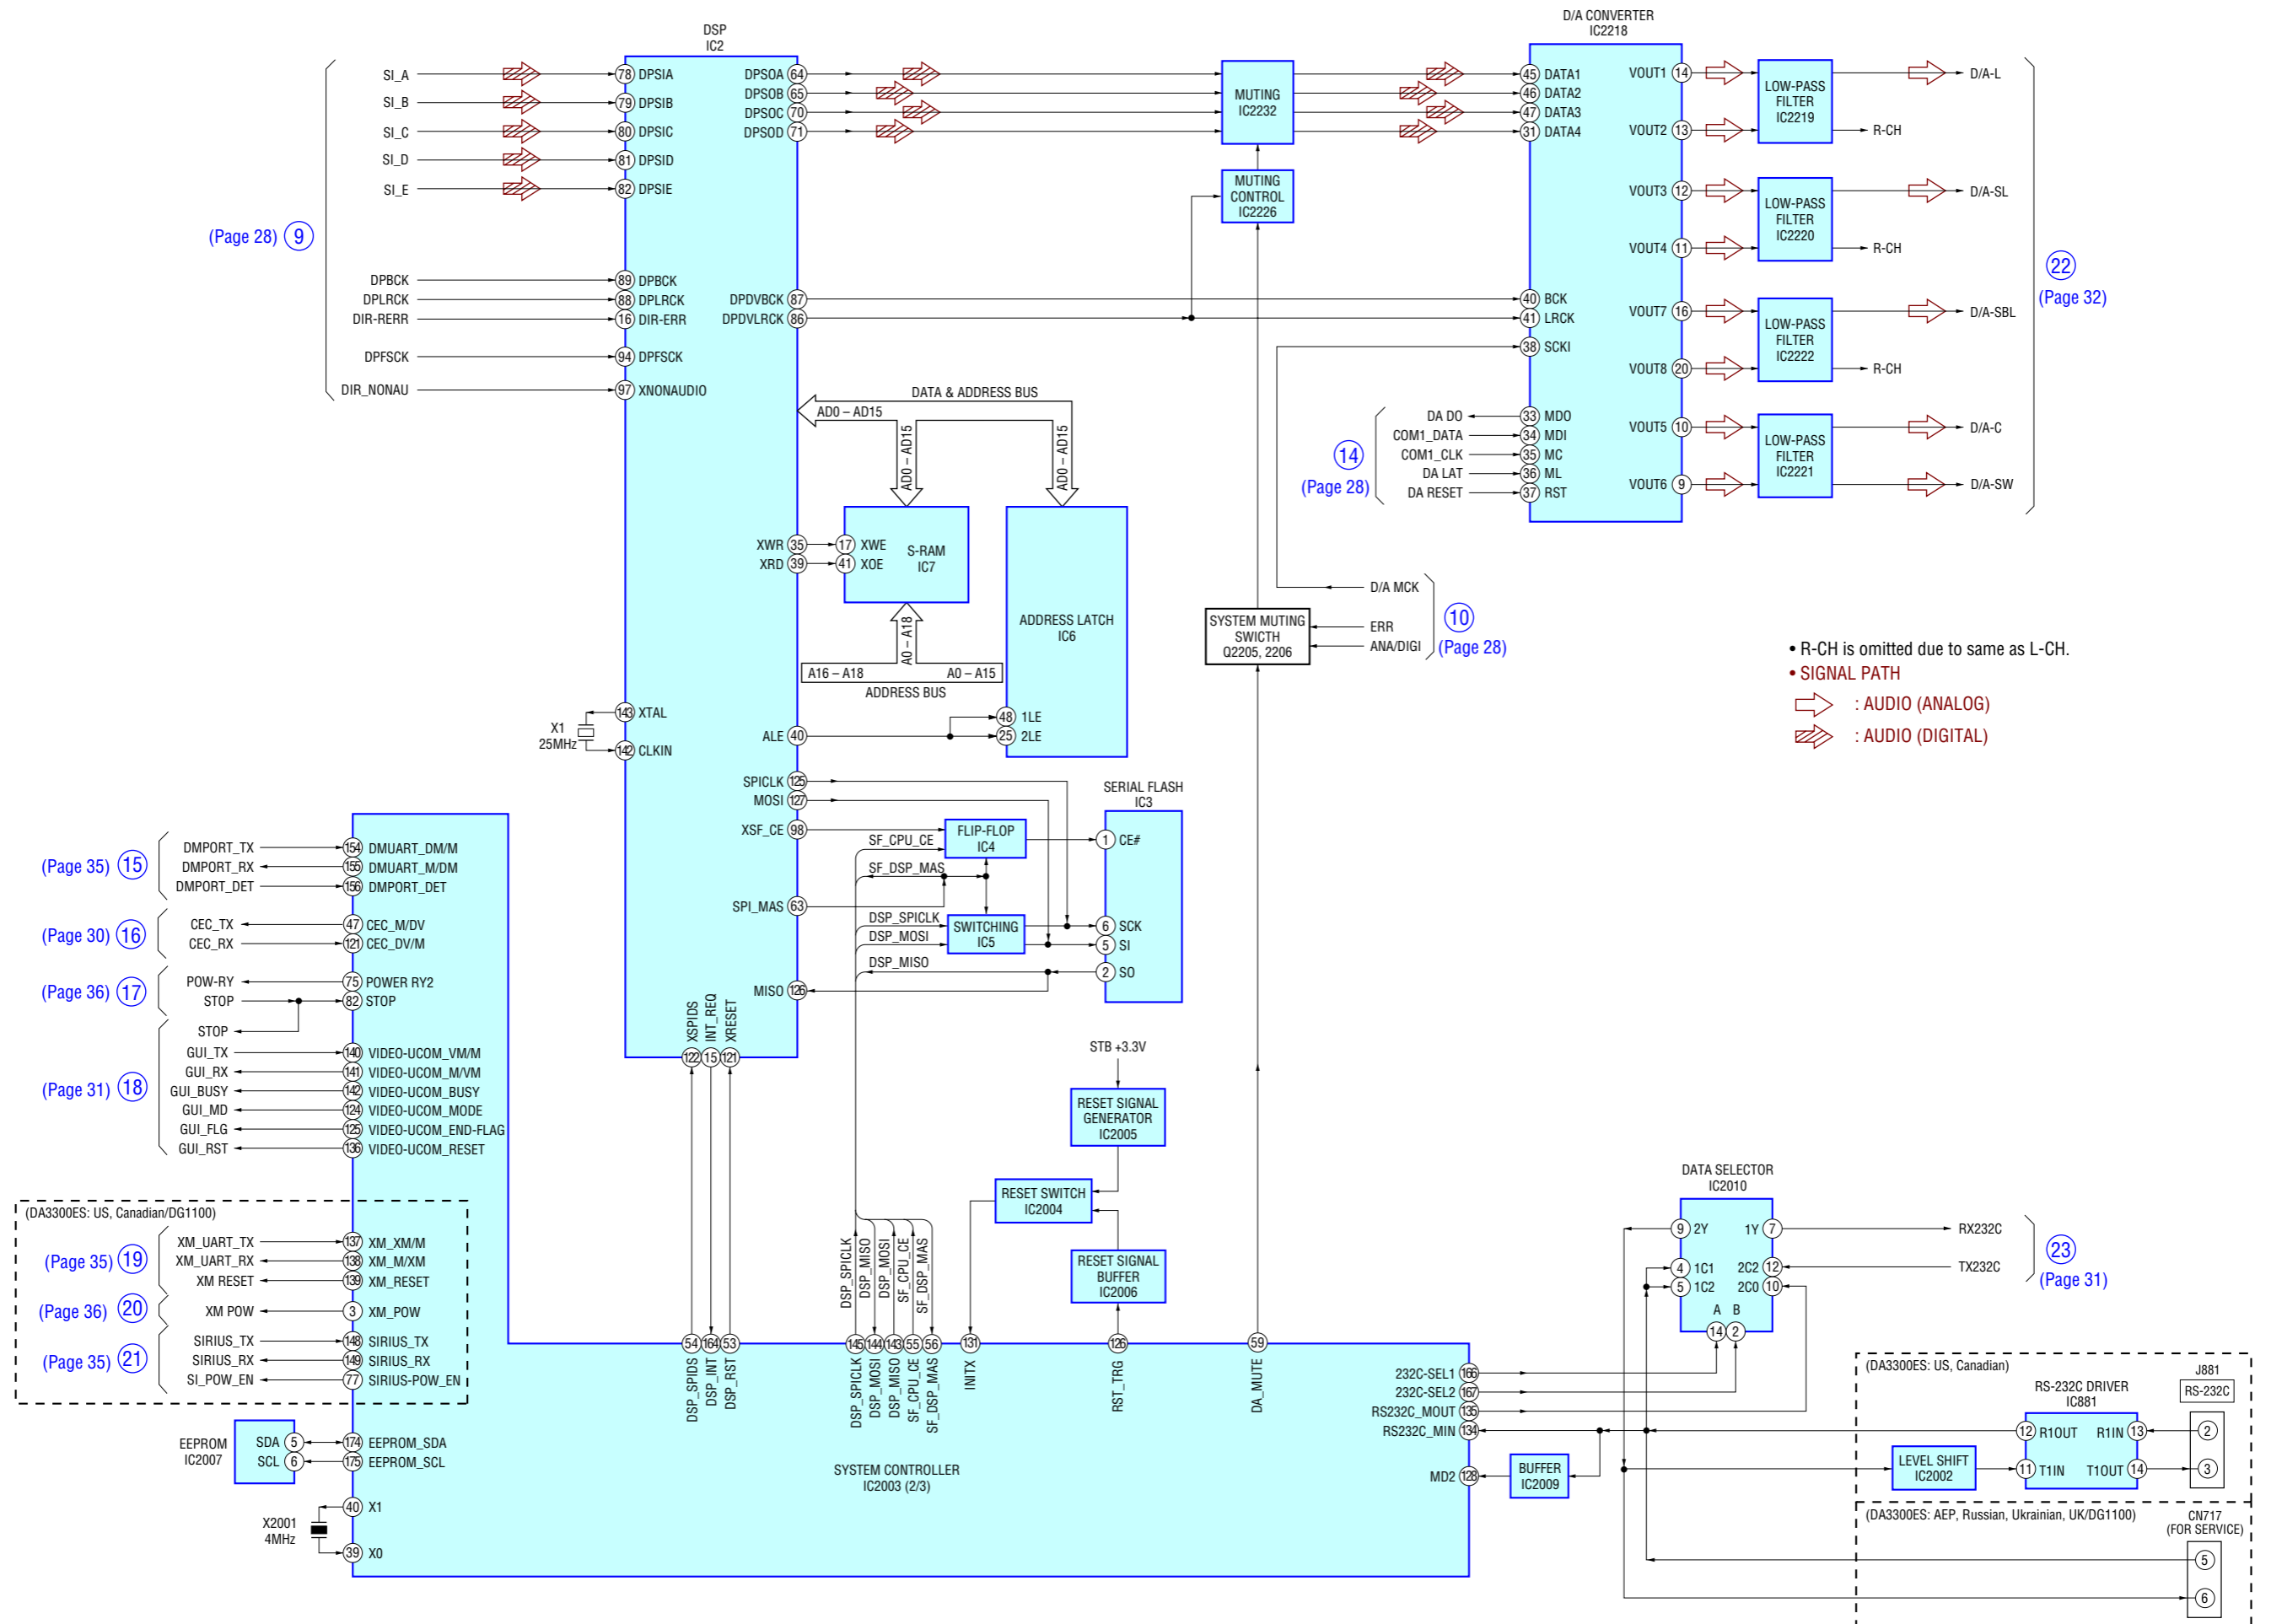 DSP
IC2
D/A CONVERTER
IC2218
SI_A
SI_B
SI_C
SI_D
SI_E
(Page 28) 9
DPBCK
DPLRCK
DIR-RERR
DPFSCK
DIR_NONAU
78 DPSIA
79 DPSIB
80 DPSIC
81 DPSID
82 DPSIE
89 DPBCK
88 DPLRCK
16 DIR-ERR
94 DPFSCK
97 XNONAUDIO
DPSOA 64
DPSOB 65
DPSOC 70
DPSOD 71
DPDVBCK 87
DPDVLRCK 86
MUTING
IC2232
MUTING
CONTROL
IC2226
45 DATA1
46 DATA2
47 DATA3
31 DATA4
40 BCK
41 LRCK
38 SCKI
33 MDO
34 MDI
35 MC
36 ML
37 RST
DA DO
COM1_DATA
COM1_CLK
DA LAT
DA RESET
14
(Page 28)
VOUT1 14
VOUT2 13
VOUT3 12
VOUT4 11
VOUT7 16
VOUT8 20
VOUT5 10
VOUT6 9
LOW-PASS
FILTER
IC2219
LOW-PASS
FILTER
IC2220
LOW-PASS
FILTER
IC2222
LOW-PASS
FILTER
IC2221
D/A-L
R-CH
D/A-SL
R-CH
D/A-SBL
R-CH
D/A-C
D/A-SW
22
(Page 32)
DATA & ADDRESS BUS
AD0 – AD15
AD0 – AD15
AD0 – AD15
XWR 35
XRD 39
17 XWE
41 XOE
S-RAM
IC7
ADDRESS LATCH
IC6
A0 – A18
A16 – A18
A0 – A15
ADDRESS BUS
X1
25MHz
143 XTAL
142 CLKIN
ALE 40
48 1LE
25 2LE
D/A MCK
ERR
ANA/DIGI
10
(Page 28)
SYSTEM MUTING
SWICTH
Q2205, 2206
• R-CH is omitted due to same as L-CH.
• SIGNAL PATH
: AUDIO (ANALOG)
: AUDIO (DIGITAL)
SPICLK 125
MOSI 127
XSF_CE 98
SPI_MAS 63
MISO 126
SF_CPU_CE
SF_DSP_MAS
DSP_SPICLK
DSP_MOSI
DSP_MISO
FLIP-FLOP
IC4
SWITCHING
IC5
SERIAL FLASH
IC3
1 CE#
6 SCK
5 SI
2 SO
XSPIDS
INT_REQ
XRESET
122 15 121
(Page 35) 15
DMPORT_TX
DMPORT_RX
DMPORT_DET
154 DMUART_DM/M
155 DMUART_M/DM
156 DMPORT_DET
(Page 30) 16
CEC_TX
CEC_RX
47 CEC_M/DV
121 CEC_DV/M
(Page 36) 17
POW-RY
STOP
75 POWER RY2
82 STOP
(Page 31) 18
STOP
GUI_TX
GUI_RX
GUI_BUSY
GUI_MD
GUI_FLG
GUI_RST
140 VIDEO-UCOM_VM/M
141 VIDEO-UCOM_M/VM
142 VIDEO-UCOM_BUSY
124 VIDEO-UCOM_MODE
125 VIDEO-UCOM_END-FLAG
136 VIDEO-UCOM_RESET
(DA3300ES: US, Canadian/DG1100)
(Page 35) 19
XM_UART_TX
XM_UART_RX
XM RESET
137 XM_XM/M
138 XM_M/XM
139 XM_RESET
(Page 36) 20
XM POW
3 XM_POW
(Page 35) 21
SIRIUS_TX
SIRIUS_RX
SI_POW_EN
148 SIRIUS_TX
149 SIRIUS_RX
77 SIRIUS-POW_EN
EEPROM
IC2007
SDA 5
SCL 6
174 EEPROM_SDA
175 EEPROM_SCL
X2001
4MHz
40 X1
39 X0
STB +3.3V
RESET SIGNAL
GENERATOR
IC2005
RESET SWITCH
IC2004
RESET SIGNAL
BUFFER
IC2006
DSP_SPICLK
DSP_MISO
DSP_MOSI
SF_CPU_CE
SF_DSP_MAS
54 164 53
145 144 143 55 56
131
126
59
DSP_SPIDS
DSP_INT
DSP_RST
DSP_SPICLK
DSP_MOSI
DSP_MISO
SF_CPU_CE
SF_DSP_MAS
INITX
RST_TRG
DA_MUTE
SYSTEM CONTROLLER
IC2003 (2/3)
232C-SEL1 166
232C-SEL2 167
RS232C_MOUT 135
RS232C_MIN 134
MD2 128
BUFFER
IC2009
DATA SELECTOR
IC2010
9 2Y
4 1C1
5 1C2
1Y 7
2C2 12
2C0 10
A B
14 2
RX232C
TX232C
23
(Page 31)
(DA3300ES: US, Canadian)
J881
RS-232C
RS-232C DRIVER
IC881
12 R1OUT
11 T1IN
R1IN 13
T1OUT 14
2
3
LEVEL SHIFT
IC2002
(DA3300ES: AEP, Russian, Ukrainian, UK/DG1100)
CN717
(FOR SERVICE)
5
6